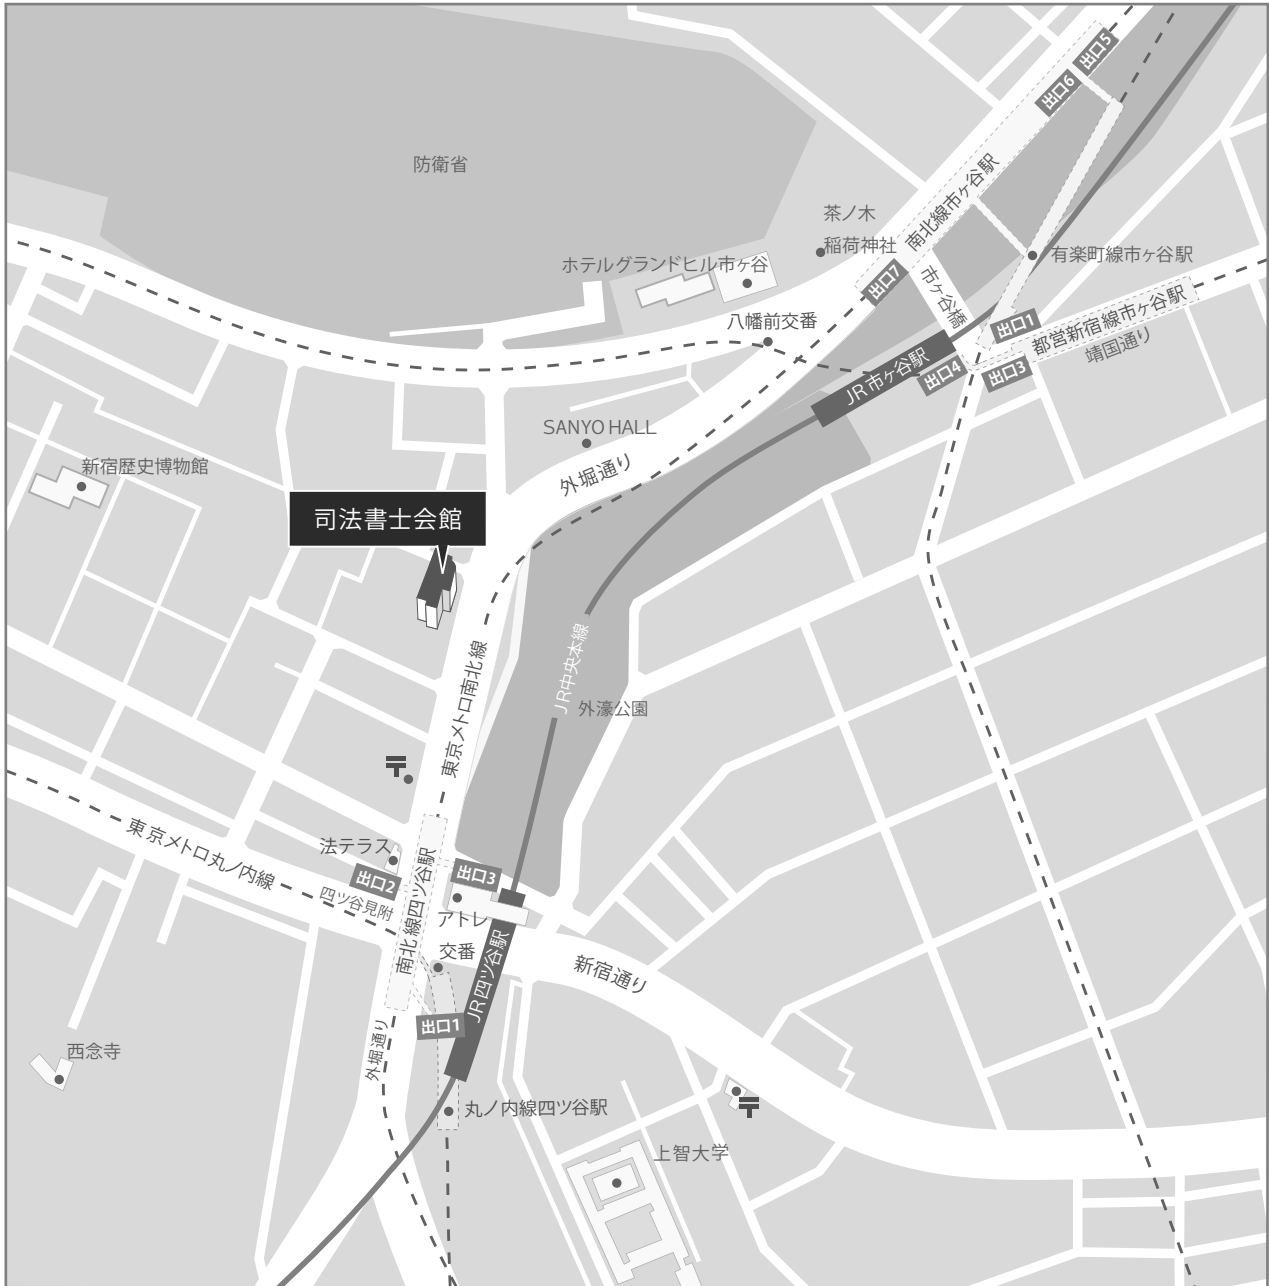 出口5
出口6
防衛省
南北線市ヶ谷駅
茶ノ木
稲荷神社
有楽町線市ヶ谷駅
ホテルグランドヒル市ヶ谷
出口7
市ヶ谷橋
都営新宿線市ヶ谷駅
八幡前交番
出口1
靖国通り
JR市ヶ谷駅
出口4
出口3
SANYO HALL
外堀通り
新宿歴史博物館
司法書士会館
JR中央本線
東京メトロ南北線
外濠公園
〒
東京メトロ丸ノ内線
法テラス
南北線四ツ谷駅
出口2
出口3
四ツ谷見附
アトレ
交番
JR四ツ谷駅
新宿通り
出口1
外堀通り
西念寺
丸ノ内線四ツ谷駅
〒
上智大学